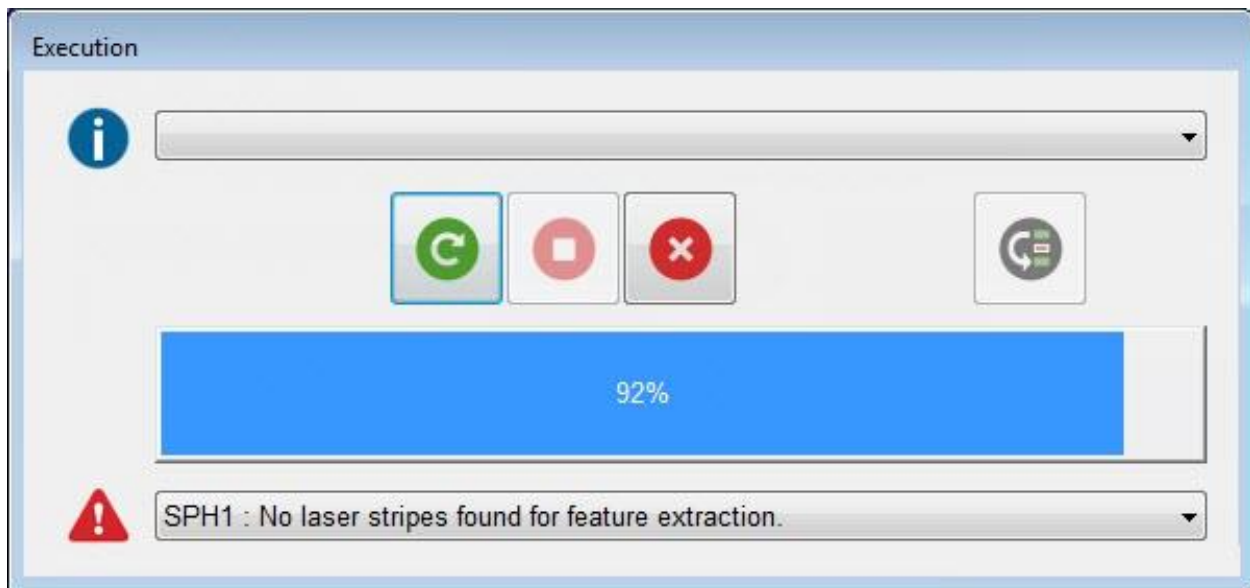 Execution
92%
SPH1 : No laser stripes found for feature extraction.